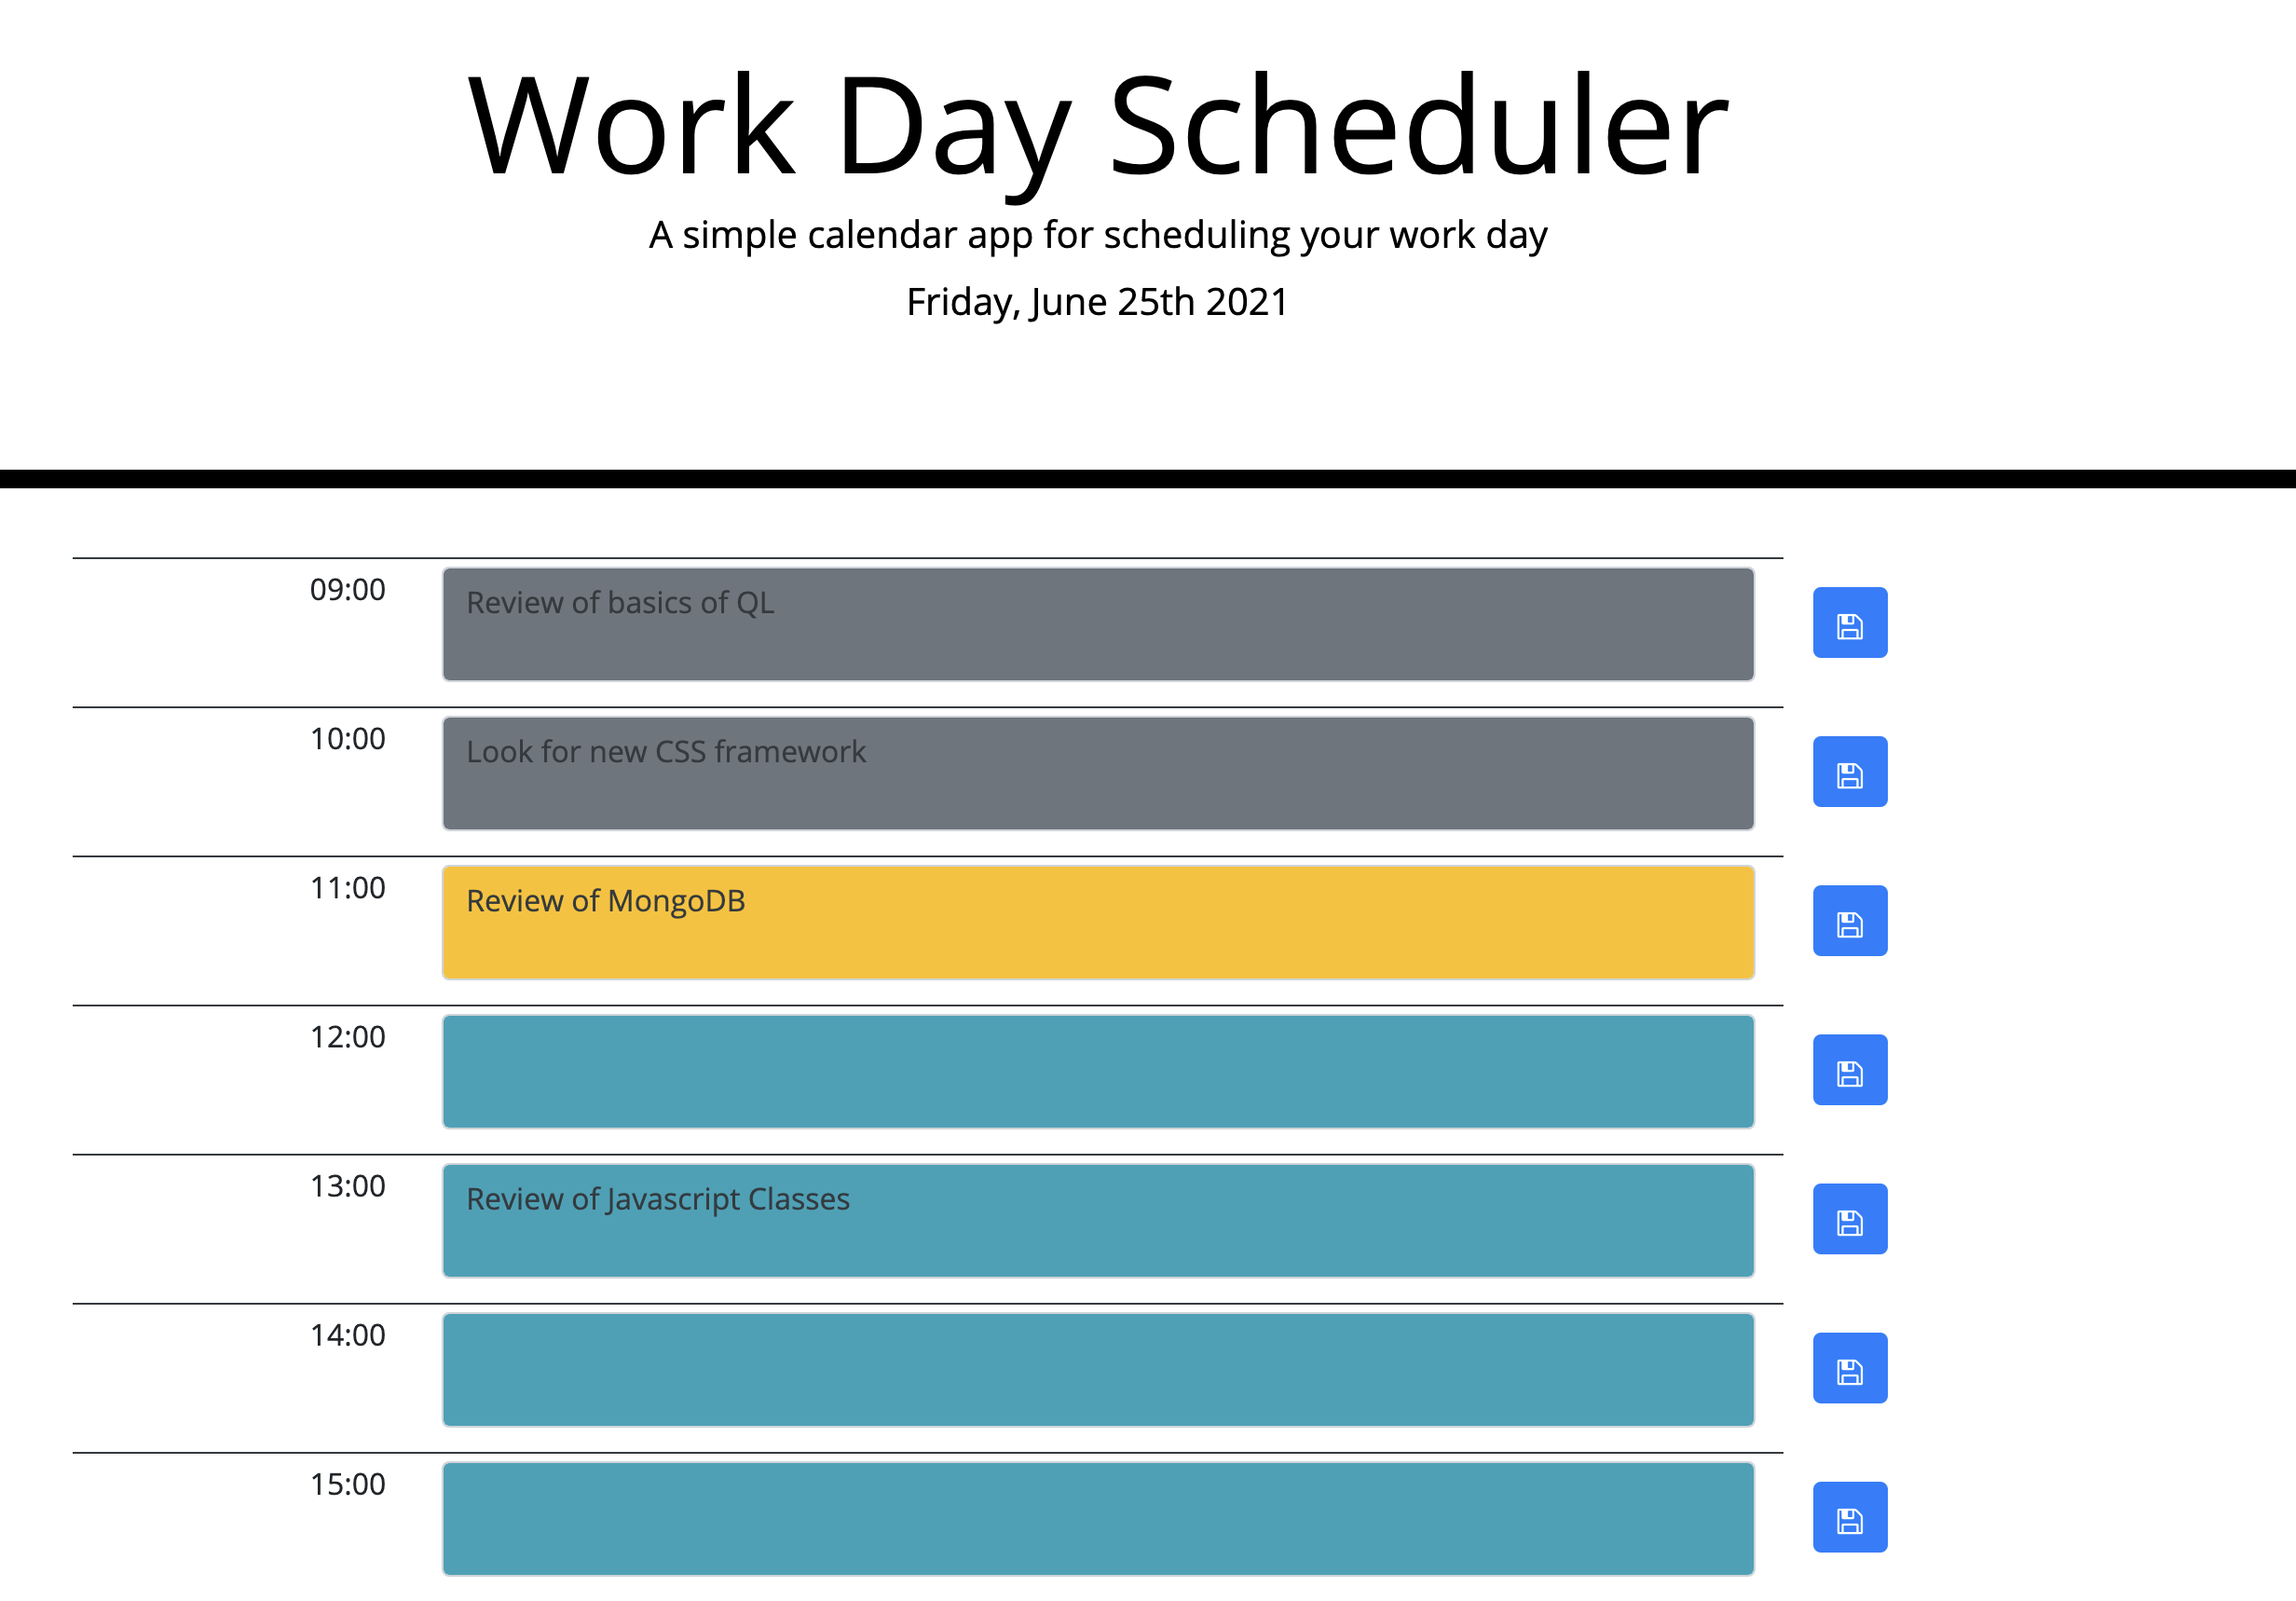 Work Day Scheduler
A simple calendar app for scheduling your work day
Friday, June 25th 2021
09:00 Review of basics of QL
10:00 Look for new CSS framework
11:00 Review of MongoDB
12:00
13:00 Review of Javascript Classes
14:00
15:00